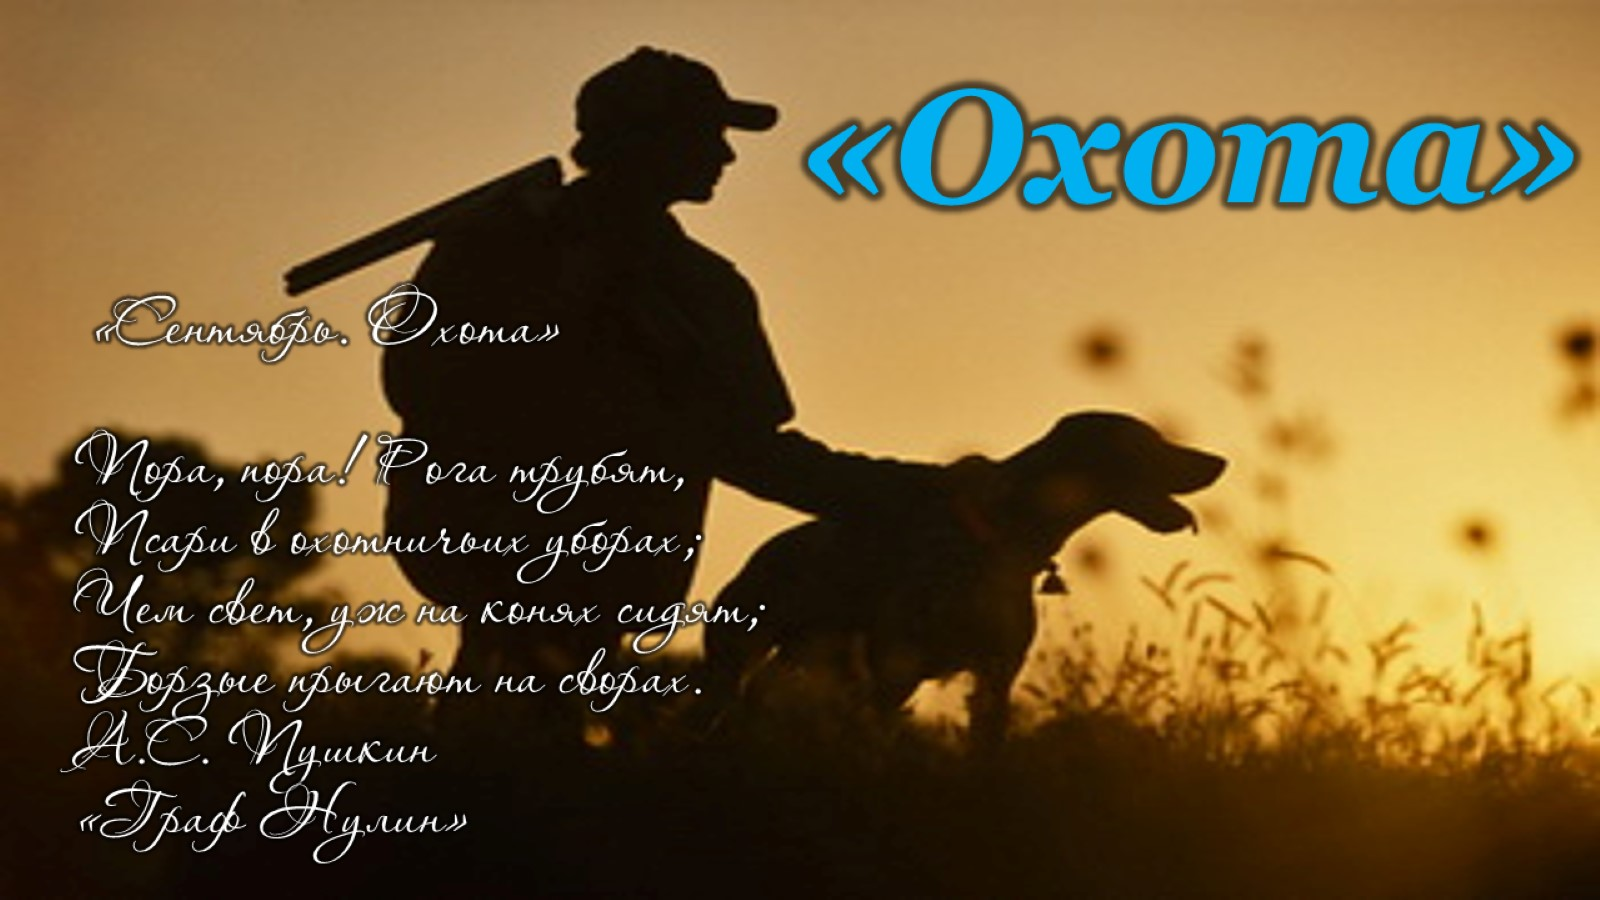 «Охота»
«Сентябрь. Охота»
Пора, пора! Рога трубят,
Псари в охотничьих уборах;
Чем свет, уж на конях сидят;
Борзые прыгают на сворах.
А.С. Пушкин
«Граф Нулин»